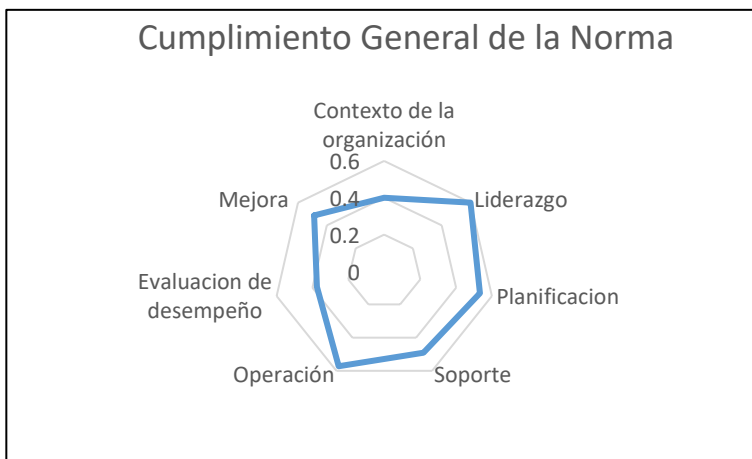 Cumplimiento General de la Norma
Contexto de la
organización
0.6
0.4
0.2
0
Liderazgo
Planificacion
Soporte
Operación
Evaluacion de
desempeño
Mejora